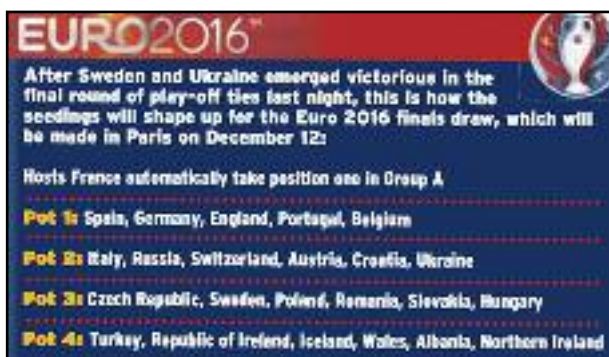 EURO2016
After Sweden and Ukraine emerged victorious in the
final round of play-off ties last night, this is how the
seedings will shape up for the Euro 2016 finals draw, which will
be made in Paris on December 12:
Hosts France automatically take position one in Group A
Pot 1: Spain, Germany, England, Portugal, Belgium
Pot 2: Italy, Russia, Switzerland, Austria, Croatia, Ukraine
Pot 3: Czech Republic, Sweden, Poland, Romania, Slovakia, Hungary
Pot 4: Turkey, Republic of Ireland, Iceland, Wales, Albania, Northern Ireland